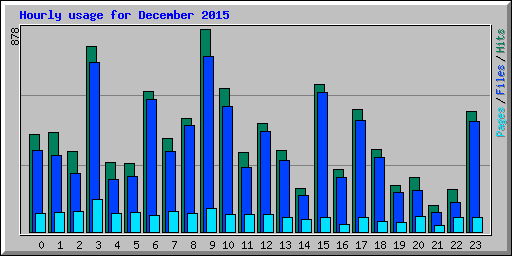 Hourly usage for December 2015
878
Pages/Files/Hits
0 1 2 3 4 5 6 7 8 9 10 11 12 13 14 15 16 17 18 19 20 21 22 23